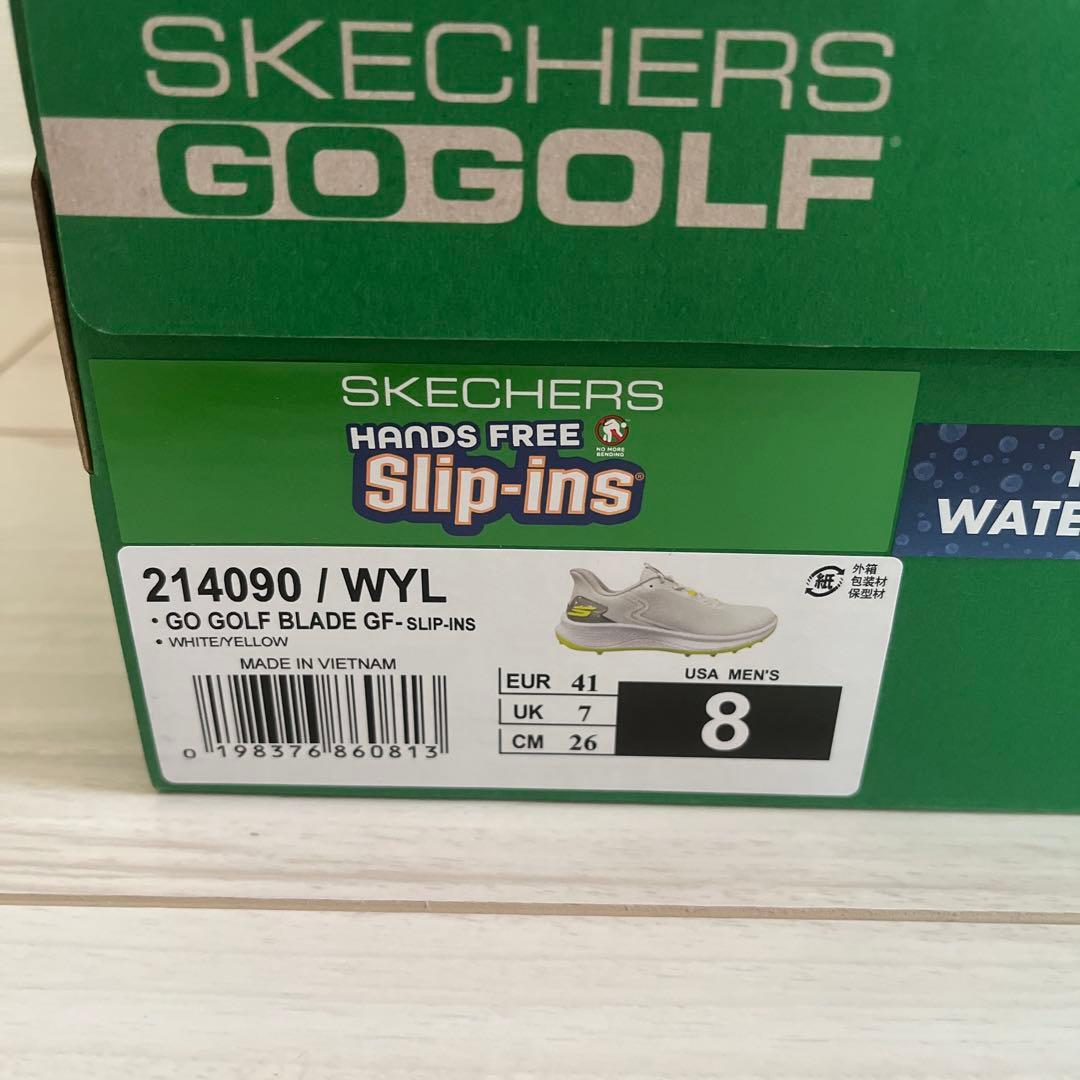 SKECHERS
GOGOLF
SKECHERS
HANDS FREE
NO MORE
BENDING
Slip-ins®
214090 / WYL
• GO GOLF BLADE GF- SLIP-INS
• WHITE/YELLOW
MADE IN VIETNAM
0 198376 860813
紙
外箱
包装材
保型材
EUR 41
UK 7
CM 26
USA MEN'S
8